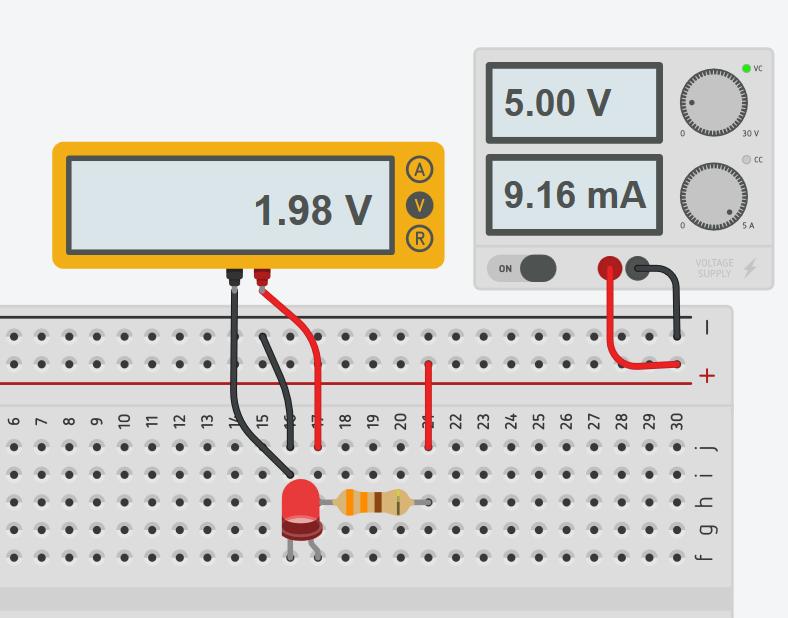 5.00 V
VC
0 30 V
A
1.98 V
V
R
9.16 mA
CC
0 5 A
ON
VOLTAGE
SUPPLY
−
+
6 7 8 9 10 11 12 13 14 15 16 17 18 19 20 21 22 23 24 25 26 27 28 29 30
j
i
h
g
f